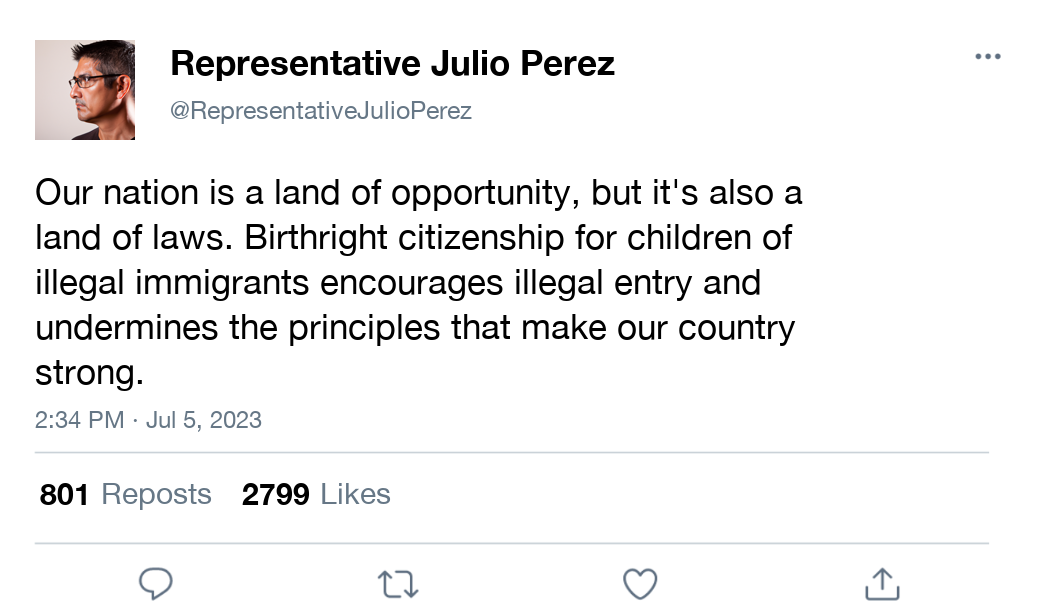 Representative Julio Perez
@RepresentativeJulioPerez
Our nation is a land of opportunity, but it's also a
land of laws. Birthright citizenship for children of
illegal immigrants encourages illegal entry and
undermines the principles that make our country
strong.
2:34 PM · Jul 5, 2023
801 Reposts 2799 Likes